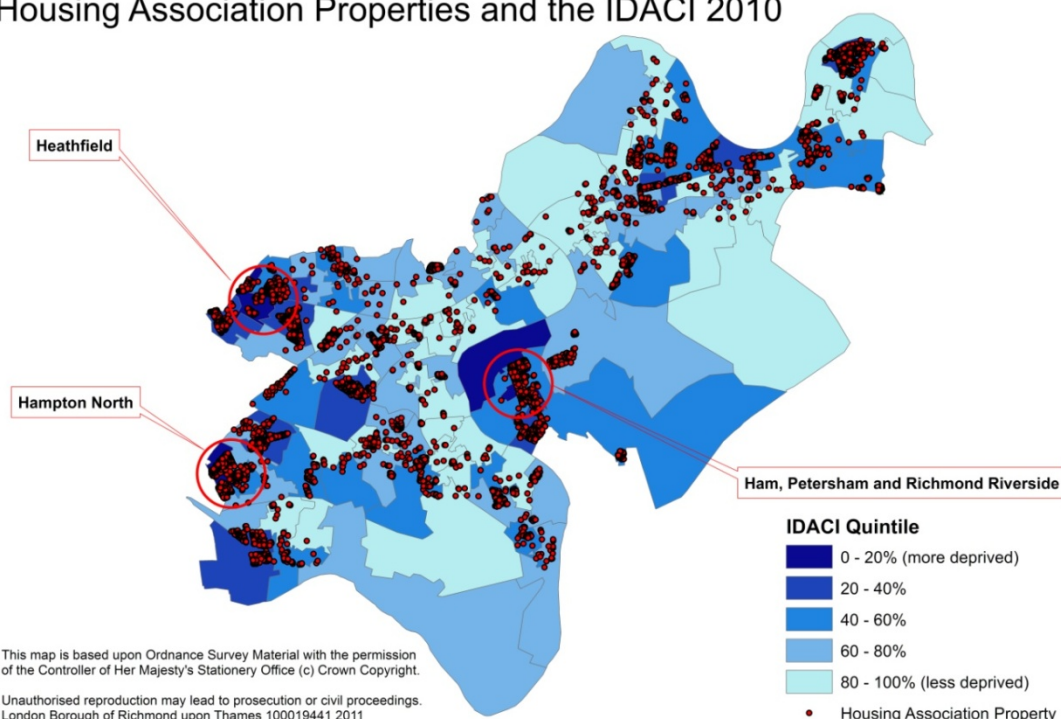 Housing Association Properties and the IDACI 2010
Heathfield
Hampton North
Ham, Petersham and Richmond Riverside
IDACI Quintile
0 - 20% (more deprived)
20 - 40%
40 - 60%
60 - 80%
80 - 100% (less deprived)
Housing Association Property
This map is based upon Ordnance Survey Material with the permission
of the Controller of Her Majesty's Stationery Office (c) Crown Copyright.
Unauthorised reproduction may lead to prosecution or civil proceedings.
London Borough of Richmond upon Thames 100019441 2011